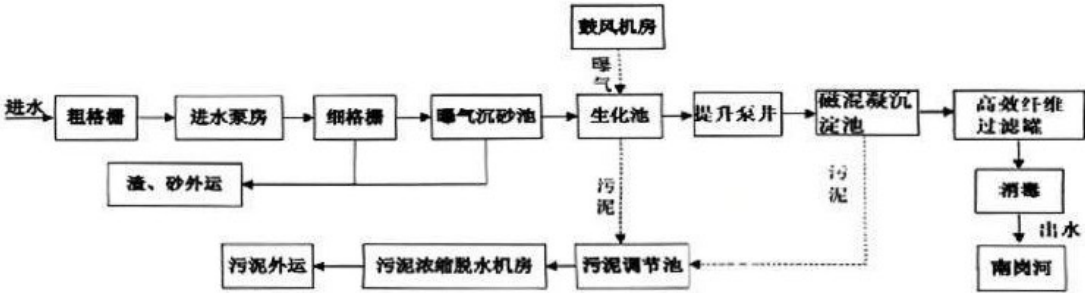 鼓风机房
曝
气
进水
粗格栅
进水泵房
细格栅
曝气沉砂池
生化池
提升泵井
磁混凝沉
淀池
高效纤维
过滤罐
渣、砂外运
污
泥
污
泥
消毒
出水
污泥外运
污泥浓缩脱水机房
污泥调节池
南岗河